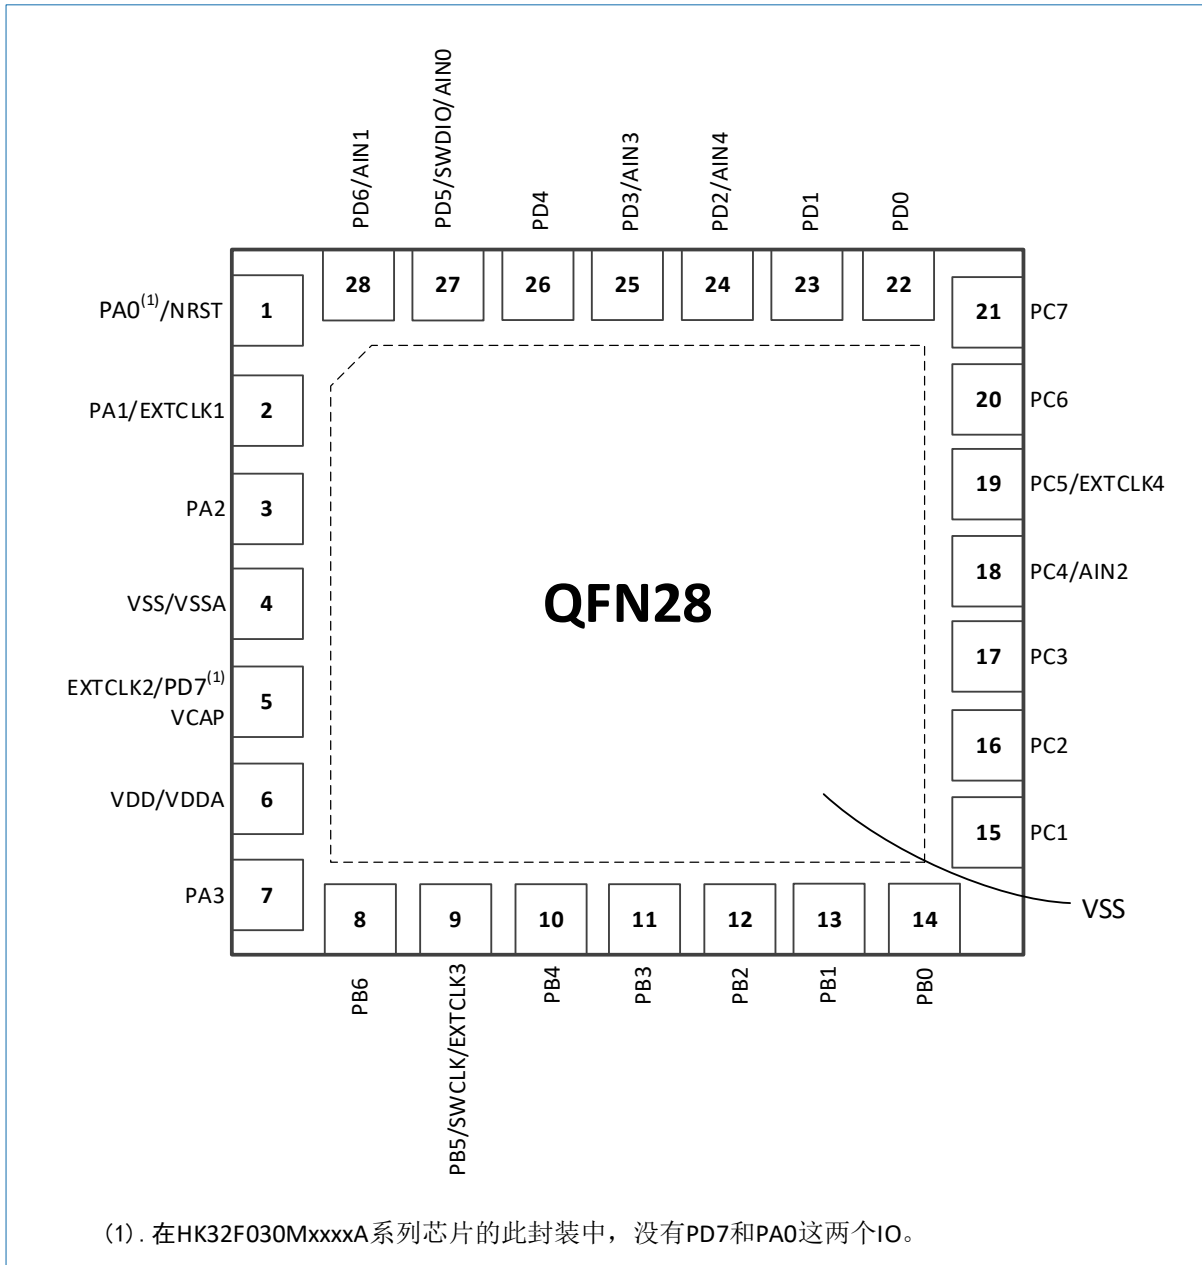 PD6/AIN1
PD5/SWDIO/AIN0
PD4
PD3/AIN3
PD2/AIN4
PD1
PD0
28
27
26
25
24
23
22
PA0(1)/NRST
1
PA1/EXTCLK1
2
PA2
3
VSS/VSSA
4
EXTCLK2/PD7(1)
VCAP
5
VDD/VDDA
6
PA3
7
QFN28
21
PC7
20
PC6
19
PC5/EXTCLK4
18
PC4/AIN2
17
PC3
16
PC2
15
PC1
VSS
8
9
10
11
12
13
14
PB6
PB5/SWCLK/EXTCLK3
PB4
PB3
PB2
PB1
PB0
(1). 在HK32F030MxxxxA系列芯片的此封装中，没有PD7和PA0这两个IO。